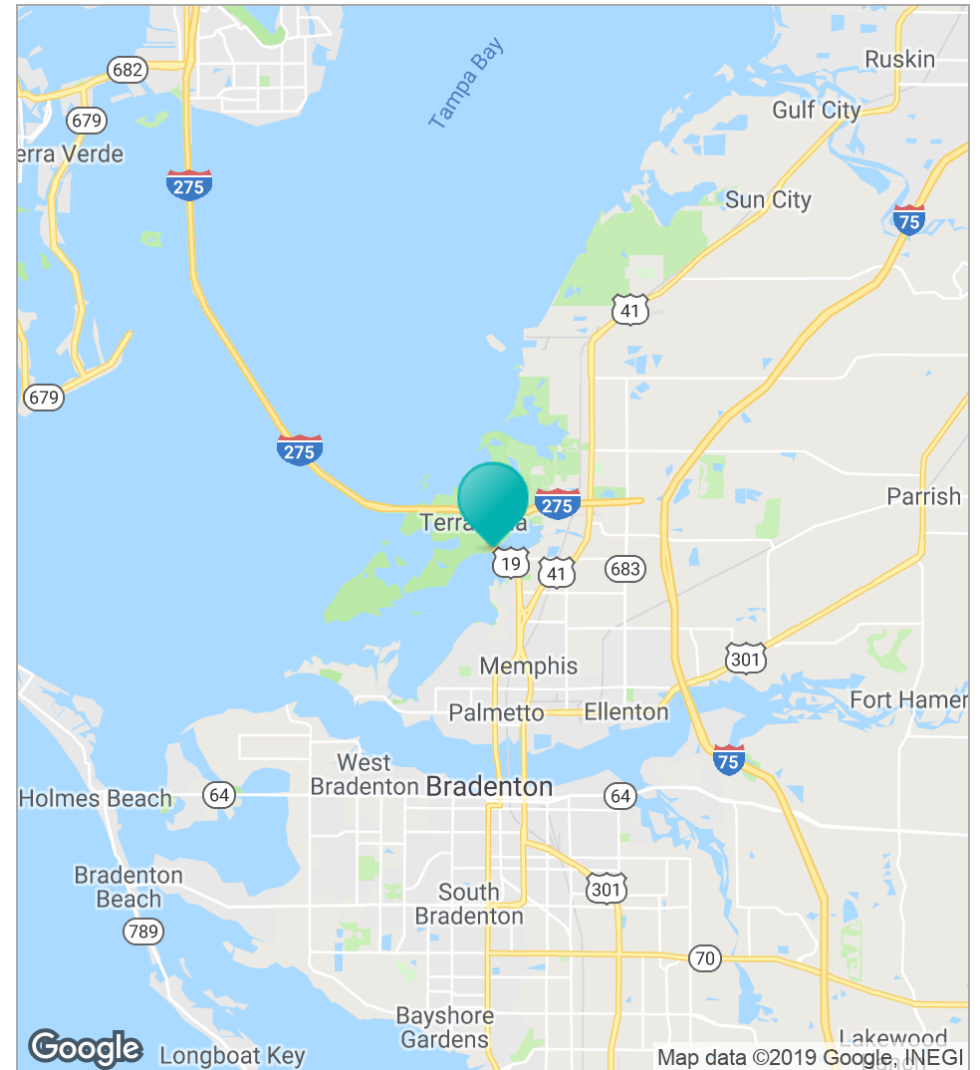 682
Ruskin
Tampa Bay
Gulf City
679
erra Verde
275
Sun City
75
41
679
275
Parrish
275
Terra
a
19
41
683
301
Memphis
Fort Hamer
Palmetto
Ellenton
75
West
Bradenton
Bradenton
Holmes Beach
64
64
Bradenton
Beach
301
South
Bradenton
789
70
Bayshore
Gardens
Lakewood
Google
Longboat Key
Map data ©2019 Google, INEGI